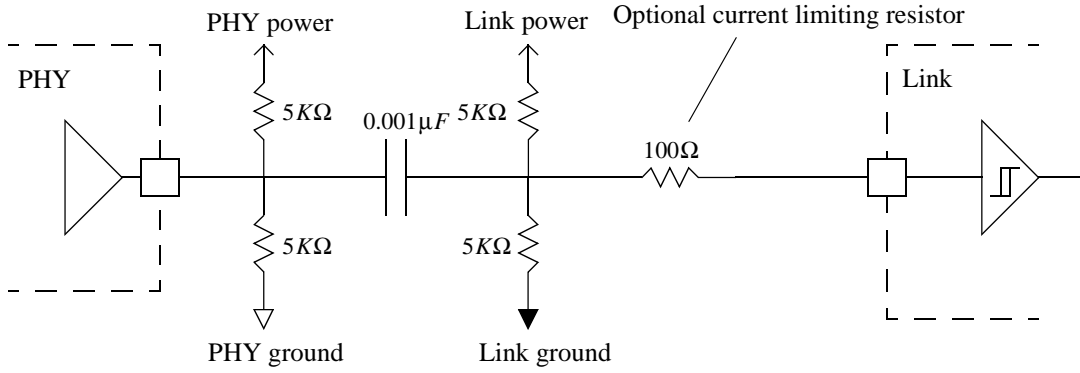 Optional current limiting resistor
PHY power
Link power
PHY
Link
5KΩ
0.001μF
5KΩ
100Ω
5KΩ
5KΩ
PHY ground
Link ground